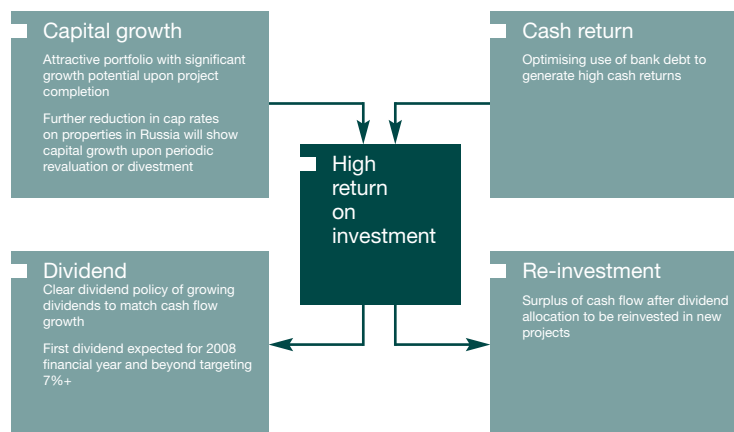 Capital growth
Attractive portfolio with significant
growth potential upon project
completion
Further reduction in cap rates
on properties in Russia will show
capital growth upon periodic
revaluation or divestment
Cash return
Optimising use of bank debt to
generate high cash returns
High
return
on
investment
Dividend
Clear dividend policy of growing
dividends to match cash flow
growth
First dividend expected for 2008
financial year and beyond targeting
7%+
Re-investment
Surplus of cash flow after dividend
allocation to be reinvested in new
projects